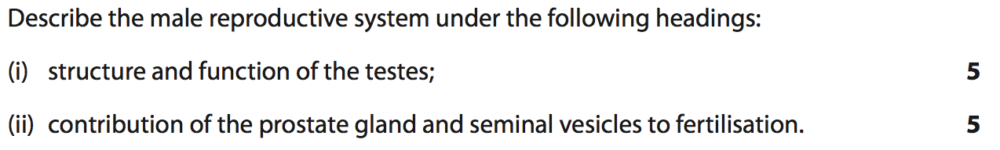 Describe the male reproductive system under the following headings:
(i) structure and function of the testes; 5
(ii) contribution of the prostate gland and seminal vesicles to fertilisation. 5